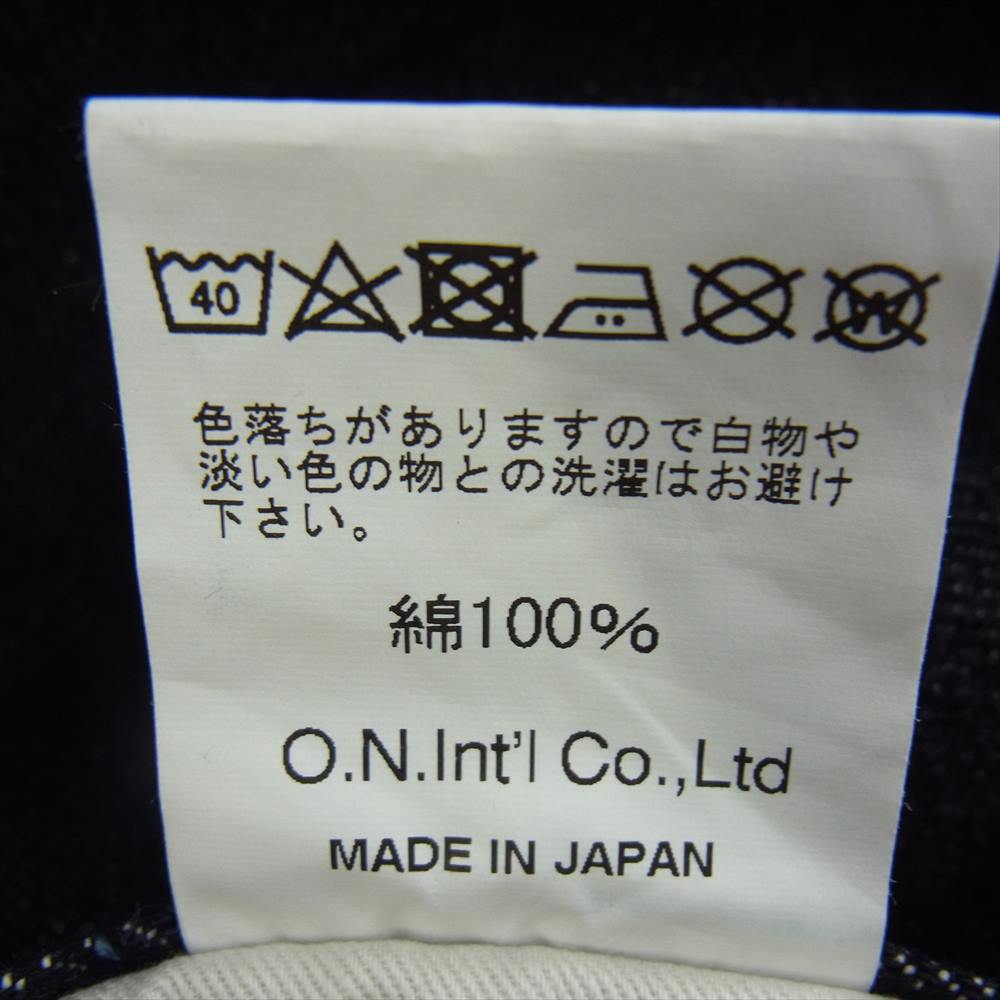 40
W
色落ちがありますので白物や
淡い色の物との洗濯はお避け
下さい。
綿100%
O.N.Int'l Co.,Ltd
MADE IN JAPAN